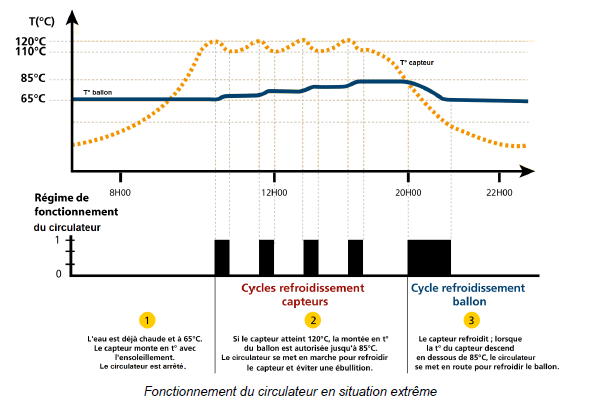 T(°C)
120°C
110°C
85°C
65°C
T° ballon
T° capteur
8H00
12H00
20H00
22H00
Régime de
fonctionnement
du circulateur
1
0
Cycles refroidissement
capteurs
Cycle refroidissement
ballon
1
2
3
L'eau est déjà chaude et à 65°C.
Le capteur monte en t° avec
l'ensoleillement.
Le circulateur est arrêté.
Si le capteur atteint 120°C, la montée en t°
du ballon est autorisée jusqu'à 85°C.
Le circulateur se met en marche pour refroidir
le capteur et éviter une ébullition.
Le capteur refroidit ; lorsque
la t° du capteur descend
en dessous de 85°C, le circulateur
se met en route pour refroidir le ballon.
Fonctionnement du circulateur en situation extrême